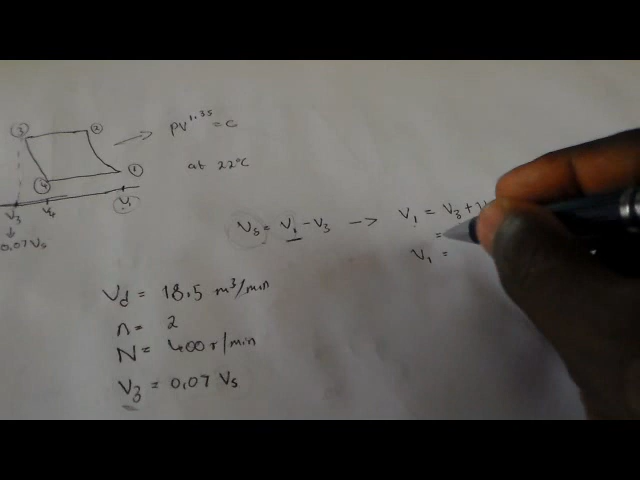 ③ ②
PV^1.35 = C
④ ①
at 22°C
V3 V4 V1
0.07 Vs
Vs = V1 - V3 → V1 = V3 +
=
V1 =
Vd = 18.5 m³/min
n = 2
N = 400 r/min
V3 = 0.07 Vs